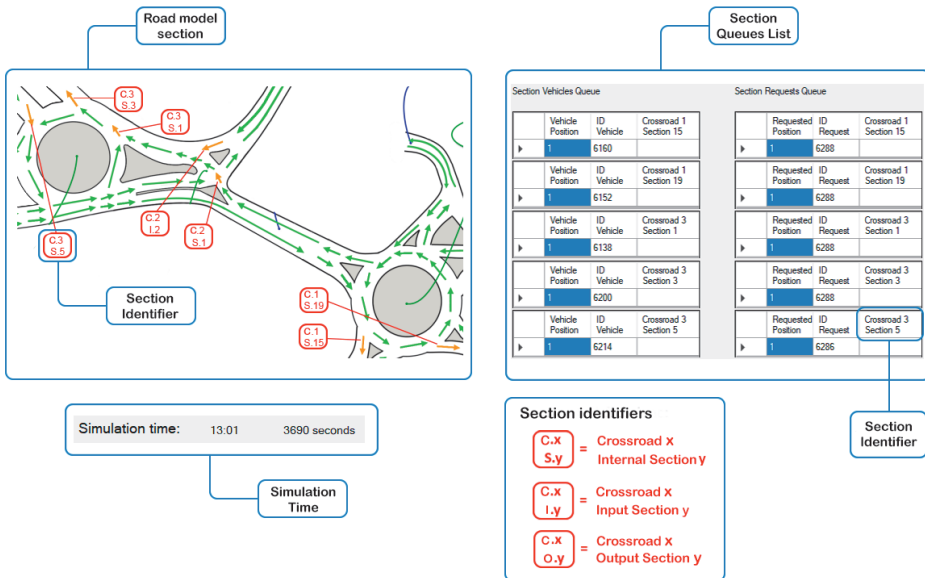 Road model
section
Section
Queues List
C.3
S.3
C.3
S.1
C.2
I.2
C.2
S.1
C.3
S.5
C.1
S.19
C.1
S.15
Section
Identifier
Section Vehicles Queue
Vehicle Position ID Vehicle Crossroad 1 Section 15
1 6160
Vehicle Position ID Vehicle Crossroad 1 Section 19
1 6152
Vehicle Position ID Vehicle Crossroad 3 Section 1
1 6138
Vehicle Position ID Vehicle Crossroad 3 Section 3
1 6200
Vehicle Position ID Vehicle Crossroad 3 Section 5
1 6214
Section Requests Queue
Requested Position ID Request Crossroad 1 Section 15
1 6288
Requested Position ID Request Crossroad 1 Section 19
1 6288
Requested Position ID Request Crossroad 3 Section 1
1 6288
Requested Position ID Request Crossroad 3 Section 3
1 6288
Requested Position ID Request Crossroad 3 Section 5
1 6286
Section
Identifier
Simulation time: 13:01 3690 seconds
Simulation
Time
Section identifiers
C.x
S.y
= Crossroad x
Internal Section y
C.x
I.y
= Crossroad x
Input Section y
C.x
O.y
= Crossroad x
Output Section y